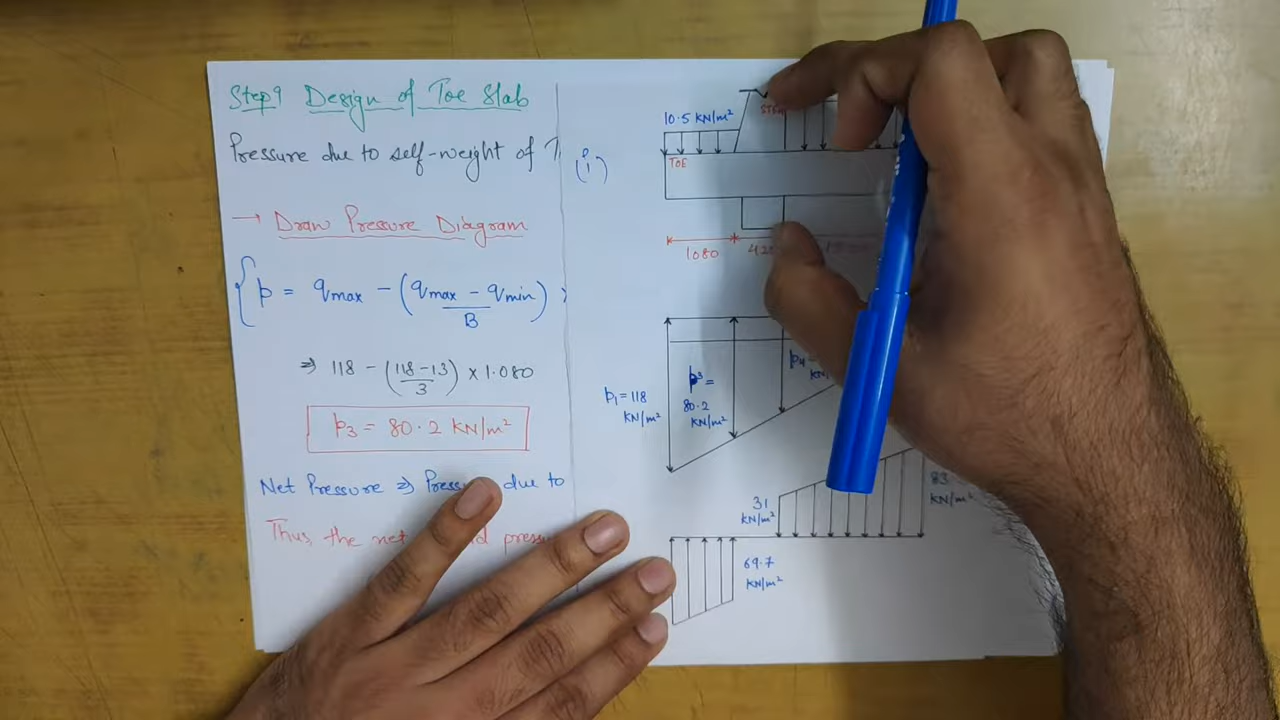 Step 9 Design of Toe Slab
Pressure due to self-weight of
→ Draw Pressure Diagram
p = qmax - (qmax - qmin)
B
⇒ 118 - (118-13) × 1.080
3
p3 = 80.2 KN/m²
Net Pressure ⇒ due to
Thus, the net
(i)
10.5 KN/m²
TOE
1080
p1 = 118
KN/m²
p3 =
80.2
KN/m²
p4
31
KN/m²
83
KN/m²
69.7
KN/m²